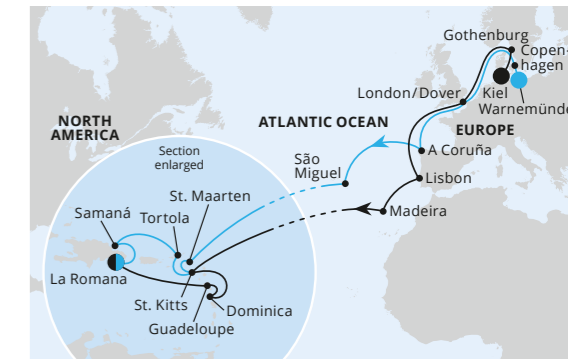 Gothenburg
Copen-
hagen
Kiel
Warnemünde
London/Dover
NORTH
AMERICA
ATLANTIC OCEAN
EUROPE
Section
enlarged
São
Miguel
A Coruña
Lisbon
Madeira
St. Maarten
Samaná
Tortola
La Romana
St. Kitts
Dominica
Guadeloupe